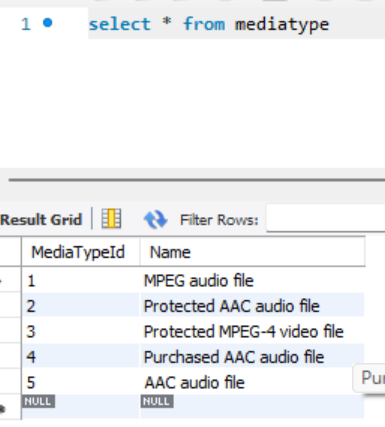 1 select * from mediatype
Result Grid Filter Rows:
MediaTypeId Name
1 MPEG audio file
2 Protected AAC audio file
3 Protected MPEG-4 video file
4 Purchased AAC audio file
5 AAC audio file
NULL NULL